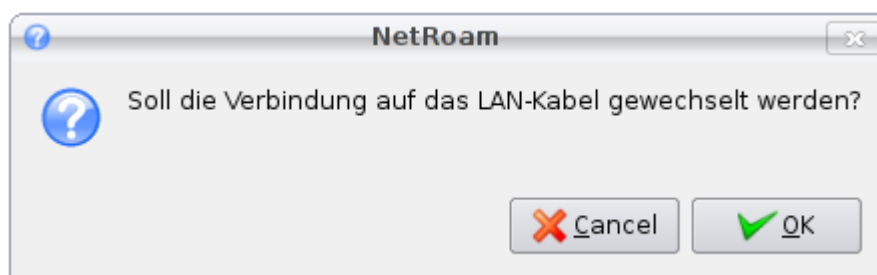 NetRoam
Soll die Verbindung auf das LAN-Kabel gewechselt werden?
Cancel
OK